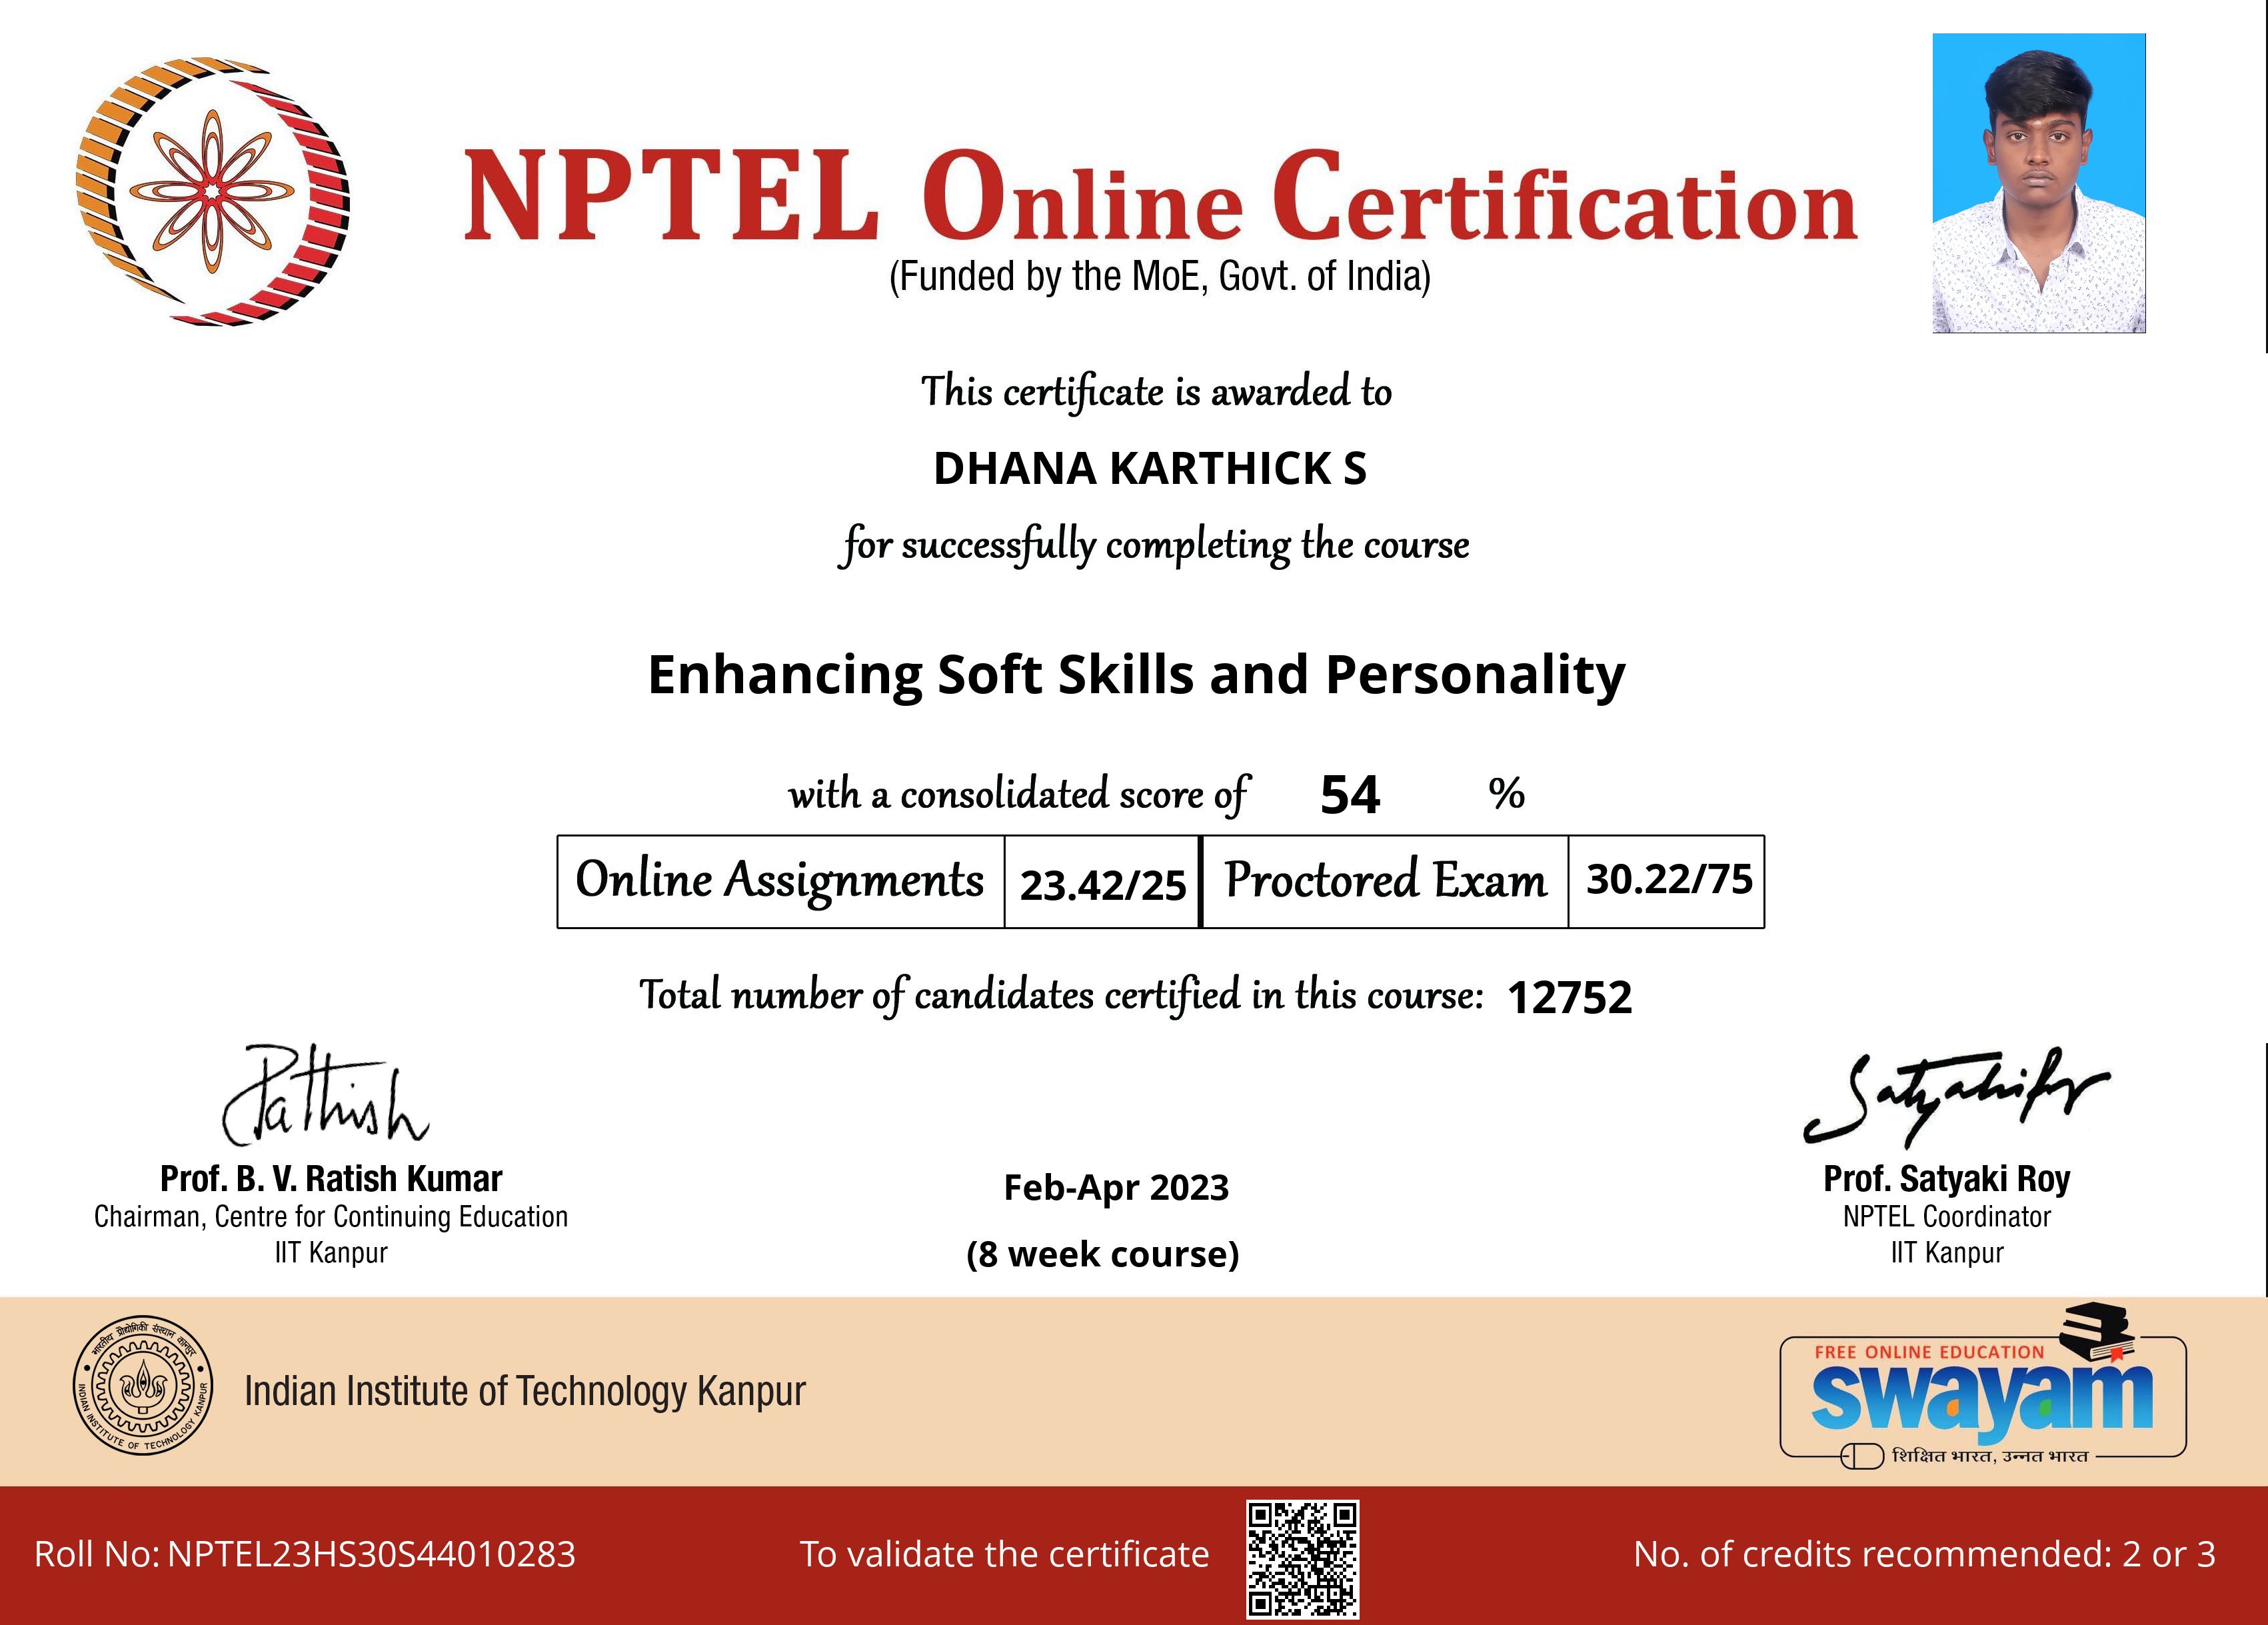 NPTEL Online Certification
(Funded by the MoE, Govt. of India)
This certificate is awarded to
DHANA KARTHICK S
for successfully completing the course
Enhancing Soft Skills and Personality
with a consolidated score of 54 %
Online Assignments 23.42/25 Proctored Exam 30.22/75
Total number of candidates certified in this course: 12752
Prof. B. V. Ratish Kumar
Chairman, Centre for Continuing Education
IIT Kanpur
Feb-Apr 2023
(8 week course)
Prof. Satyaki Roy
NPTEL Coordinator
IIT Kanpur
भारतीय प्रौद्योगिकी संस्थान कानपुर
INDIAN INSTITUTE OF TECHNOLOGY KANPUR
Indian Institute of Technology Kanpur
FREE ONLINE EDUCATION
swayam
शिक्षित भारत, उन्नत भारत
Roll No: NPTEL23HS30S44010283
To validate the certificate
No. of credits recommended: 2 or 3